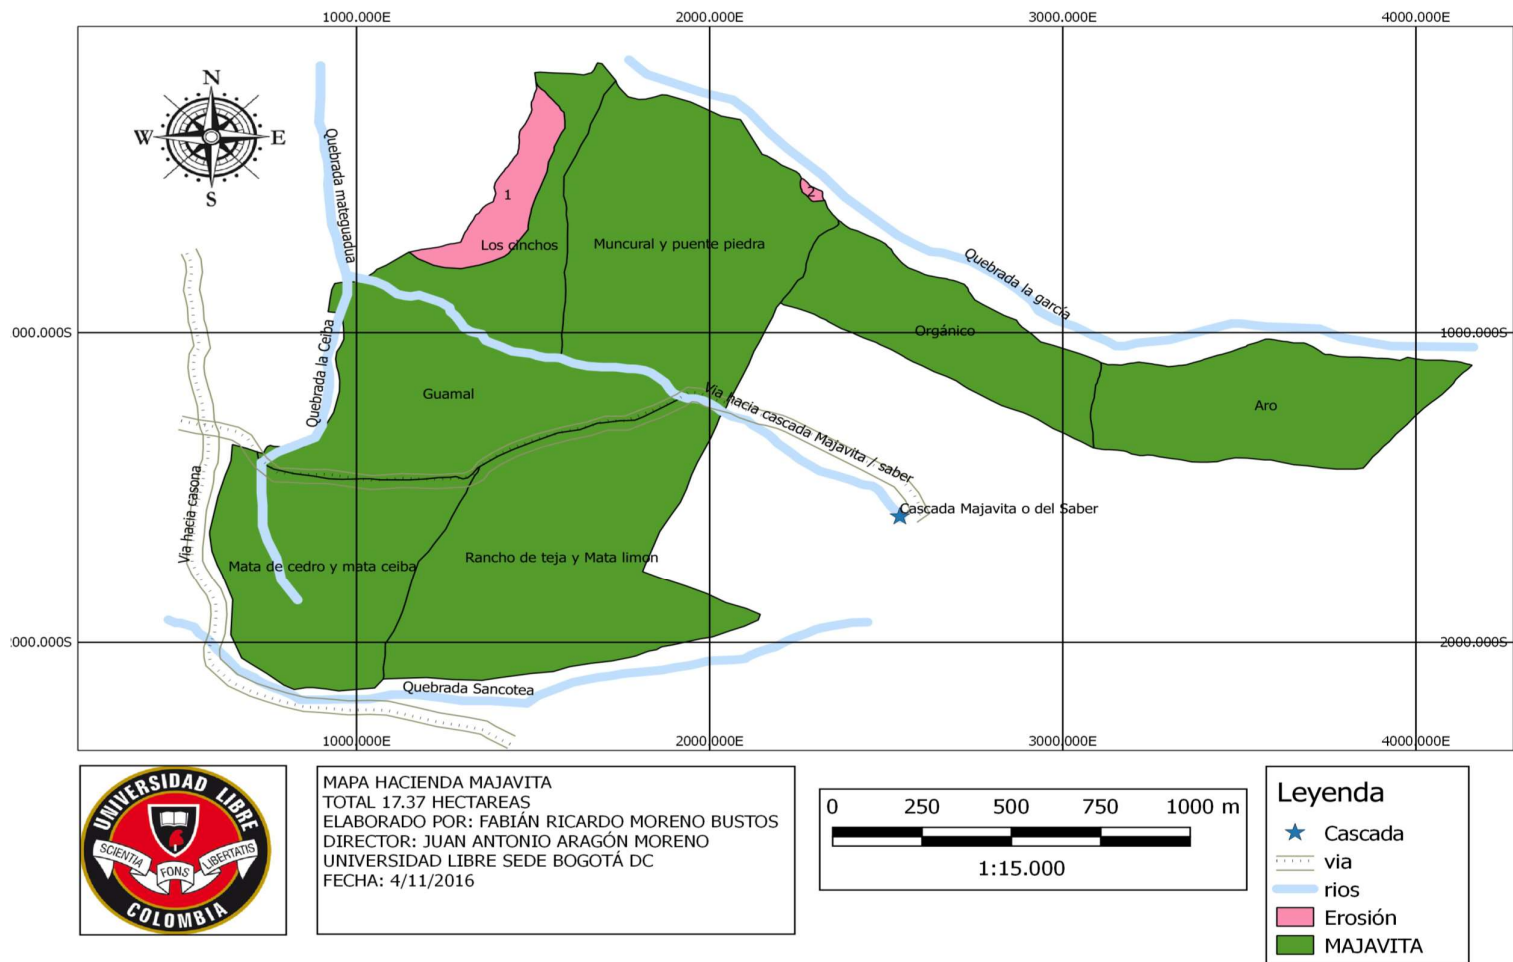 1000.000E 2000.000E 3000.000E 4000.000E
N
W E
S
Quebrada mateguadua
1
2
Los cinchos
Muncural y puente piedra
Quebrada la garcía
000.000S
1000.000S
Orgánico
Quebrada la Ceiba
Guamal
Via hacia cascada Majavita / saber
Aro
Via hacia casona
Cascada Majavita o del Saber
Rancho de teja y Mata limon
Mata de cedro y mata ceiba
2000.000S
2000.000S
Quebrada Sancotea
1000.000E 2000.000E 3000.000E 4000.000E
UNIVERSIDAD LIBRE
SCIENTIA
FONS
LIBERTATIS
COLOMBIA
MAPA HACIENDA MAJAVITA
TOTAL 17.37 HECTAREAS
ELABORADO POR: FABIÁN RICARDO MORENO BUSTOS
DIRECTOR: JUAN ANTONIO ARAGÓN MORENO
UNIVERSIDAD LIBRE SEDE BOGOTÁ DC
FECHA: 4/11/2016
0 250 500 750 1000 m
1:15.000
Leyenda
Cascada
via
rios
Erosión
MAJAVITA